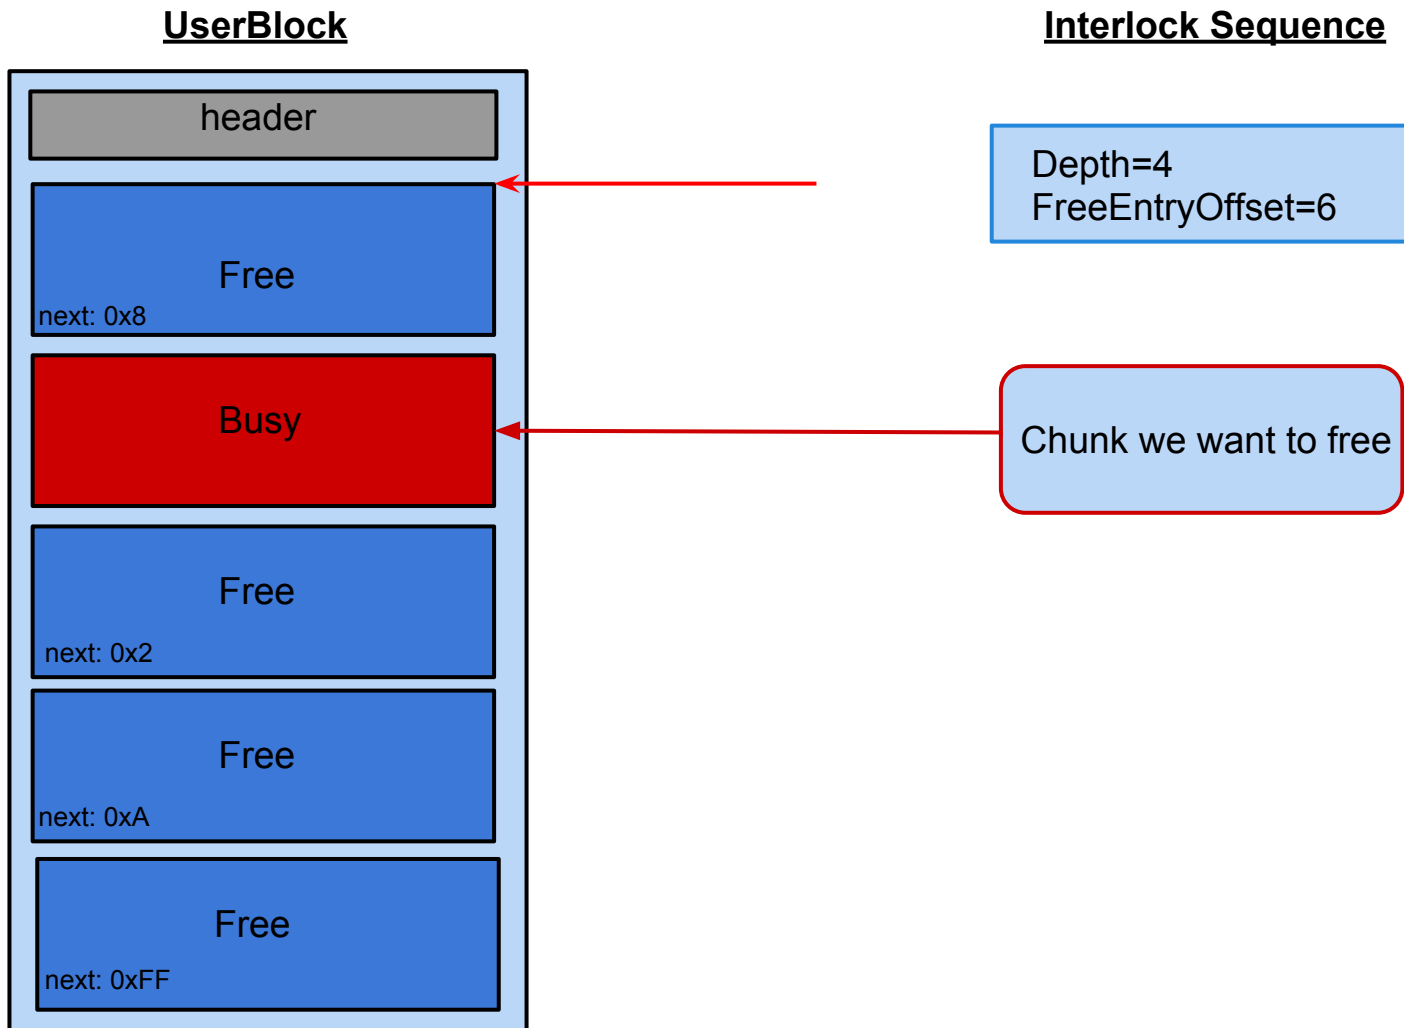 UserBlock
header
Free
next: 0x8
Busy
Free
next: 0x2
Free
next: 0xA
Free
next: 0xFF
Interlock Sequence
Depth=4
FreeEntryOffset=6
Chunk we want to free